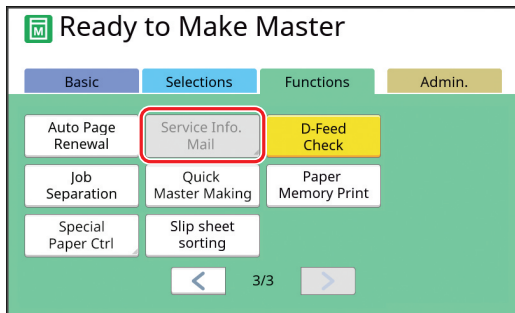 M Ready to Make Master
Basic Selections Functions Admin.
Auto Page
Renewal
Service Info.
Mail
D-Feed
Check
Job
Separation
Quick
Master Making
Paper
Memory Print
Special
Paper Ctrl
Slip sheet
sorting
< 3/3 >